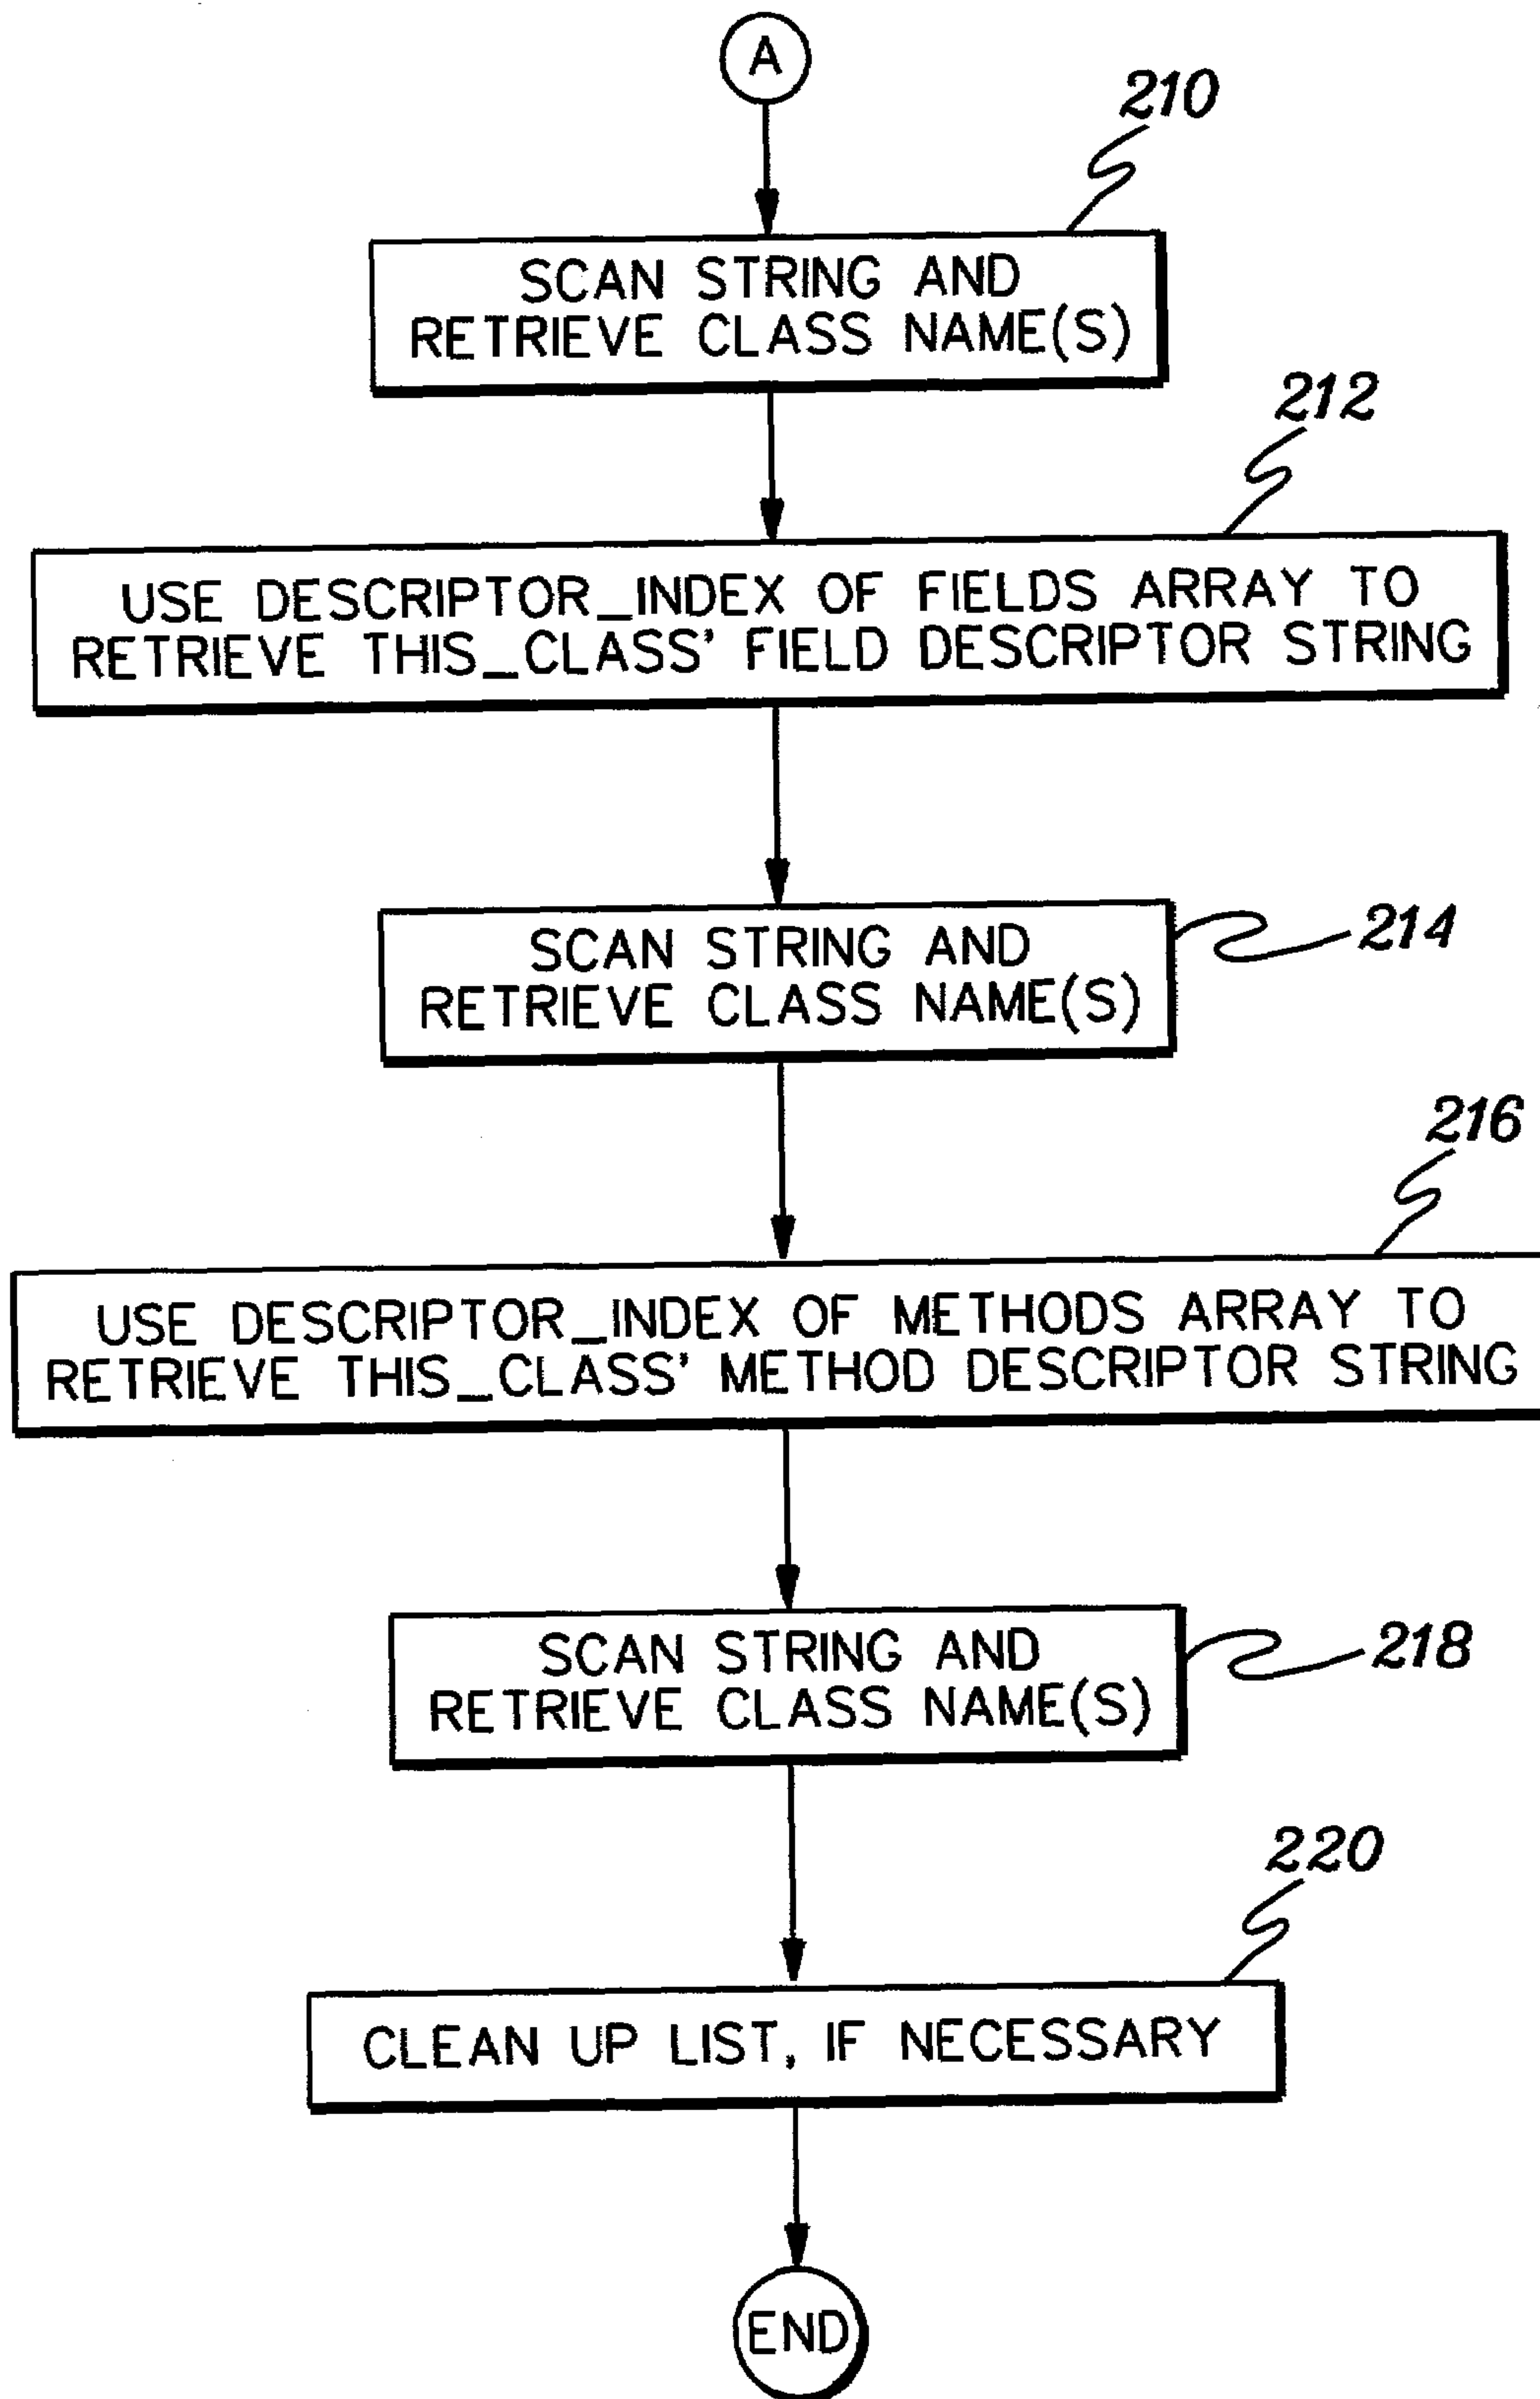 A
210
SCAN STRING AND
RETRIEVE CLASS NAME(S)
212
USE DESCRIPTOR_INDEX OF FIELDS ARRAY TO
RETRIEVE THIS_CLASS' FIELD DESCRIPTOR STRING
214
SCAN STRING AND
RETRIEVE CLASS NAME(S)
216
USE DESCRIPTOR_INDEX OF METHODS ARRAY TO
RETRIEVE THIS_CLASS' METHOD DESCRIPTOR STRING
218
SCAN STRING AND
RETRIEVE CLASS NAME(S)
220
CLEAN UP LIST, IF NECESSARY
END